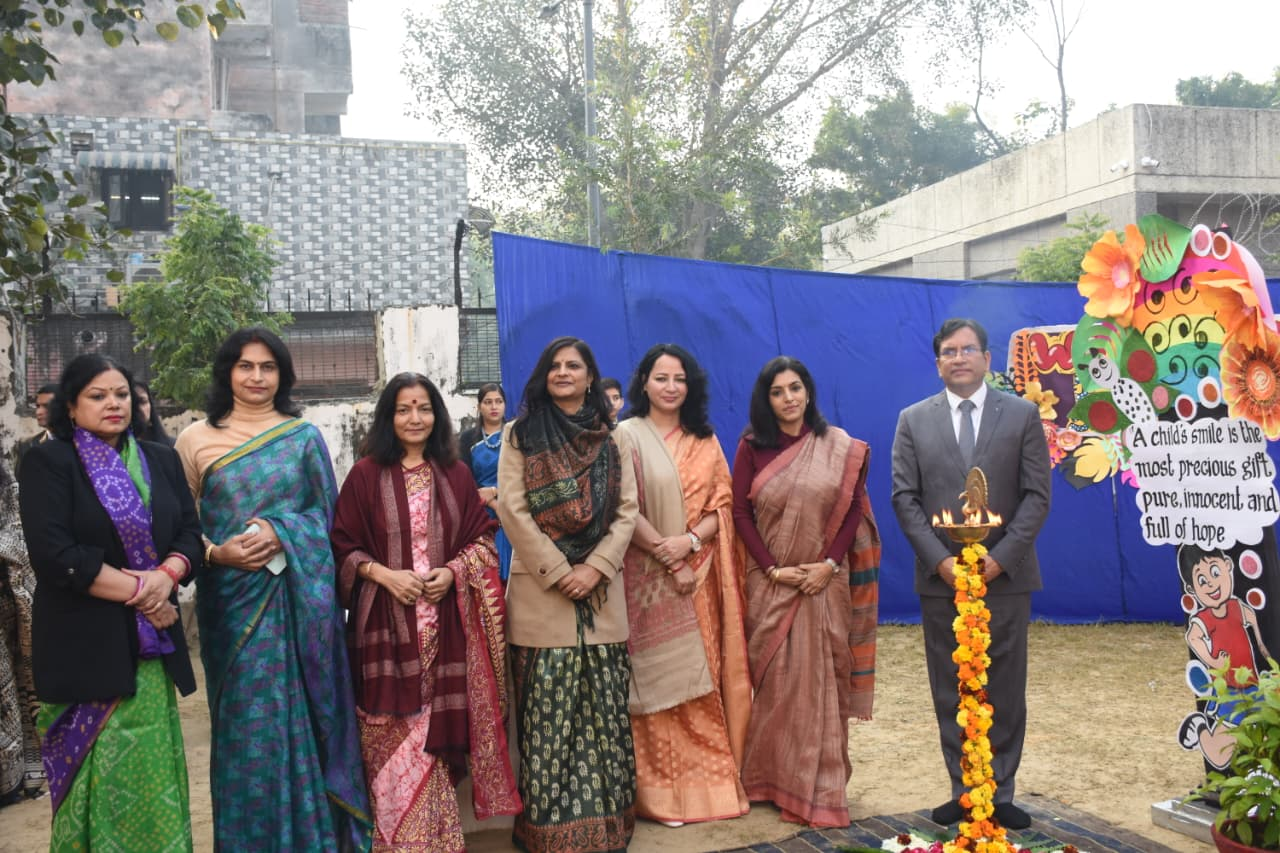 A child's smile is the
most precious gift
pure, innocent and
full of hope